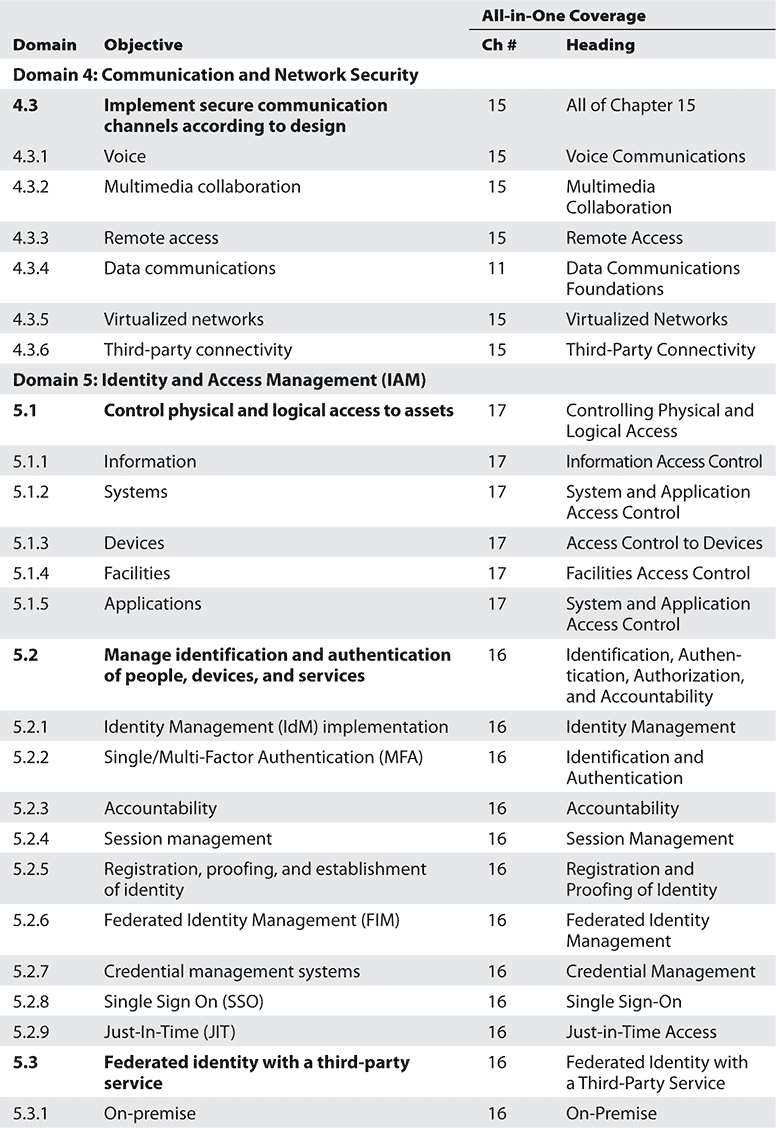 All-in-One Coverage
Domain Objective Ch # Heading
Domain 4: Communication and Network Security
4.3 Implement secure communication 15 All of Chapter 15
channels according to design
4.3.1 Voice 15 Voice Communications
4.3.2 Multimedia collaboration 15 Multimedia
Collaboration
4.3.3 Remote access 15 Remote Access
4.3.4 Data communications 11 Data Communications
Foundations
4.3.5 Virtualized networks 15 Virtualized Networks
4.3.6 Third-party connectivity 15 Third-Party Connectivity
Domain 5: Identity and Access Management (IAM)
5.1 Control physical and logical access to assets 17 Controlling Physical and
Logical Access
5.1.1 Information 17 Information Access Control
5.1.2 Systems 17 System and Application
Access Control
5.1.3 Devices 17 Access Control to Devices
5.1.4 Facilities 17 Facilities Access Control
5.1.5 Applications 17 System and Application
Access Control
5.2 Manage identification and authentication 16 Identification, Authen-
of people, devices, and services tication, Authorization,
and Accountability
5.2.1 Identity Management (IdM) implementation 16 Identity Management
5.2.2 Single/Multi-Factor Authentication (MFA) 16 Identification and
Authentication
5.2.3 Accountability 16 Accountability
5.2.4 Session management 16 Session Management
5.2.5 Registration, proofing, and establishment 16 Registration and
of identity Proofing of Identity
5.2.6 Federated Identity Management (FIM) 16 Federated Identity
Management
5.2.7 Credential management systems 16 Credential Management
5.2.8 Single Sign On (SSO) 16 Single Sign-On
5.2.9 Just-In-Time (JIT) 16 Just-in-Time Access
5.3 Federated identity with a third-party 16 Federated Identity with
service a Third-Party Service
5.3.1 On-premise 16 On-Premise